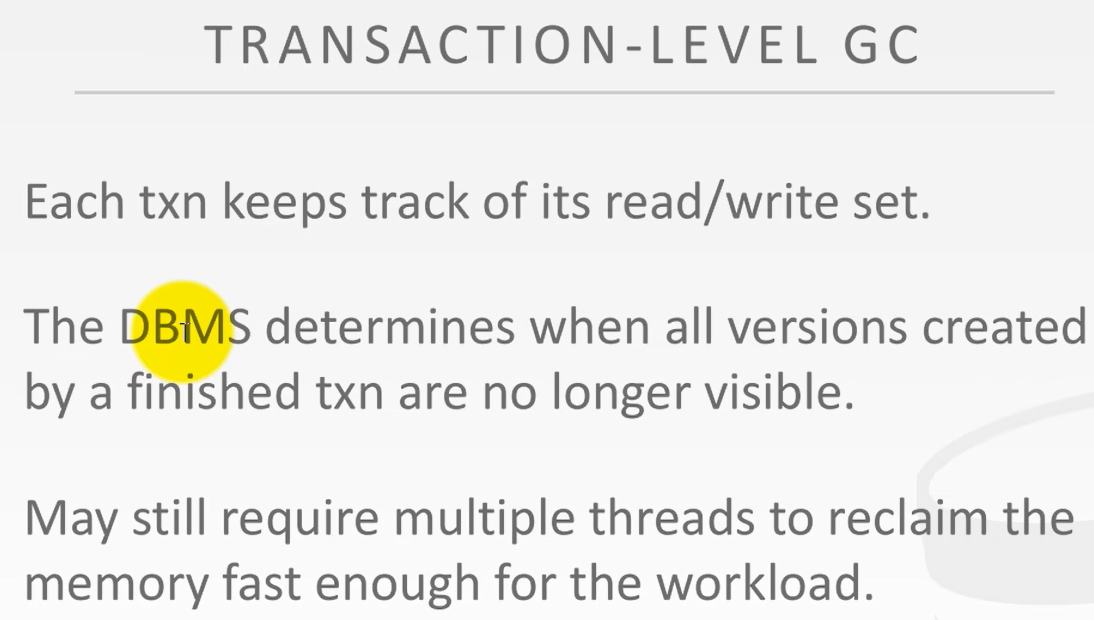 TRANSACTION-LEVEL GC
Each txn keeps track of its read/write set.
The DBMS determines when all versions created
by a finished txn are no longer visible.
May still require multiple threads to reclaim the
memory fast enough for the workload.